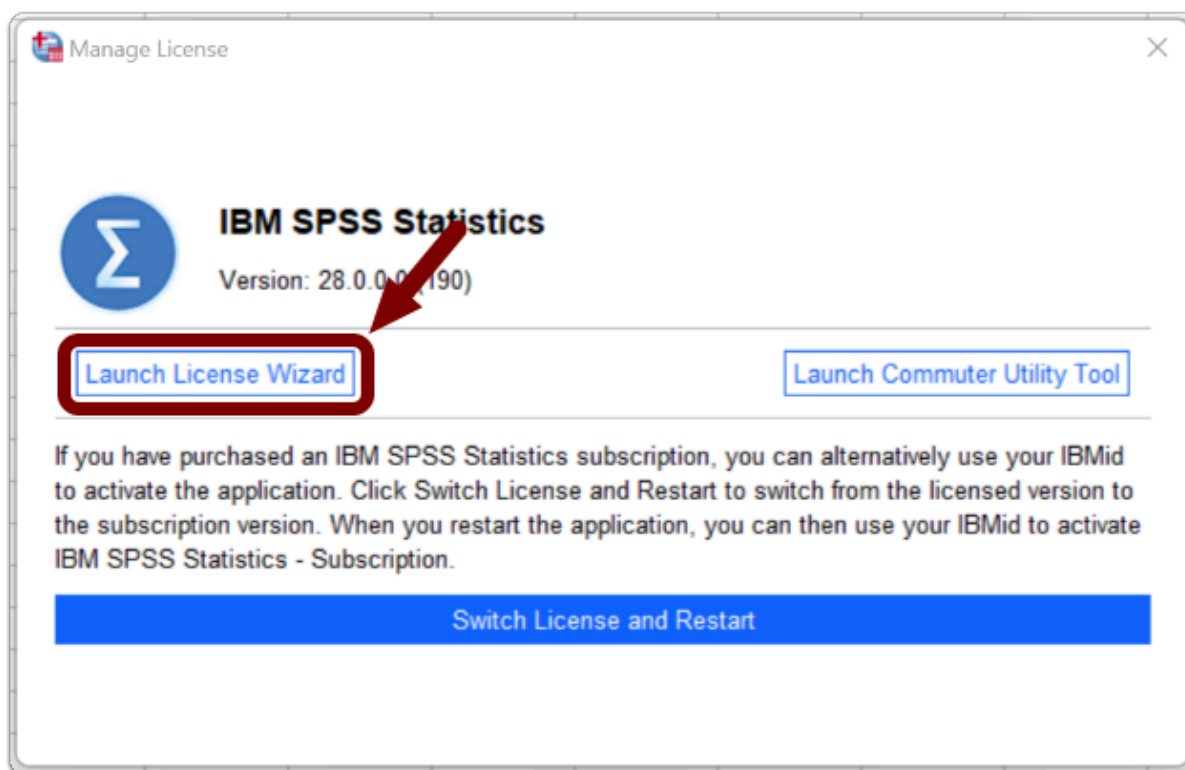 Manage License
IBM SPSS Statistics
Version: 28.0.0.0 (190)
Launch License Wizard
Launch Commuter Utility Tool
If you have purchased an IBM SPSS Statistics subscription, you can alternatively use your IBMid
to activate the application. Click Switch License and Restart to switch from the licensed version to
the subscription version. When you restart the application, you can then use your IBMid to activate
IBM SPSS Statistics - Subscription.
Switch License and Restart